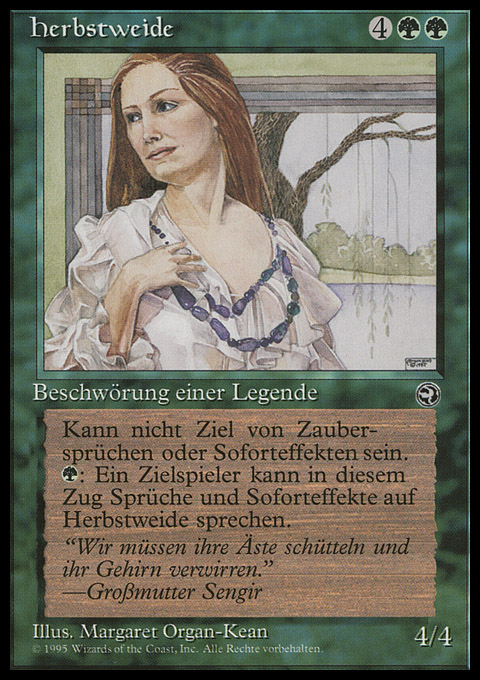 Herbstweide
4
Beschwörung einer Legende
Kann nicht Ziel von Zauber-
sprüchen oder Soforteffekten sein.
: Ein Zielspieler kann in diesem
Zug Sprüche und Soforteffekte auf
Herbstweide sprechen.
“Wir müssen ihre Äste schütteln und
ihr Gehirn verwirren.”
—Großmutter Sengir
Illus. Margaret Organ-Kean
4/4
© 1995 Wizards of the Coast, Inc. Alle Rechte vorbehalten.